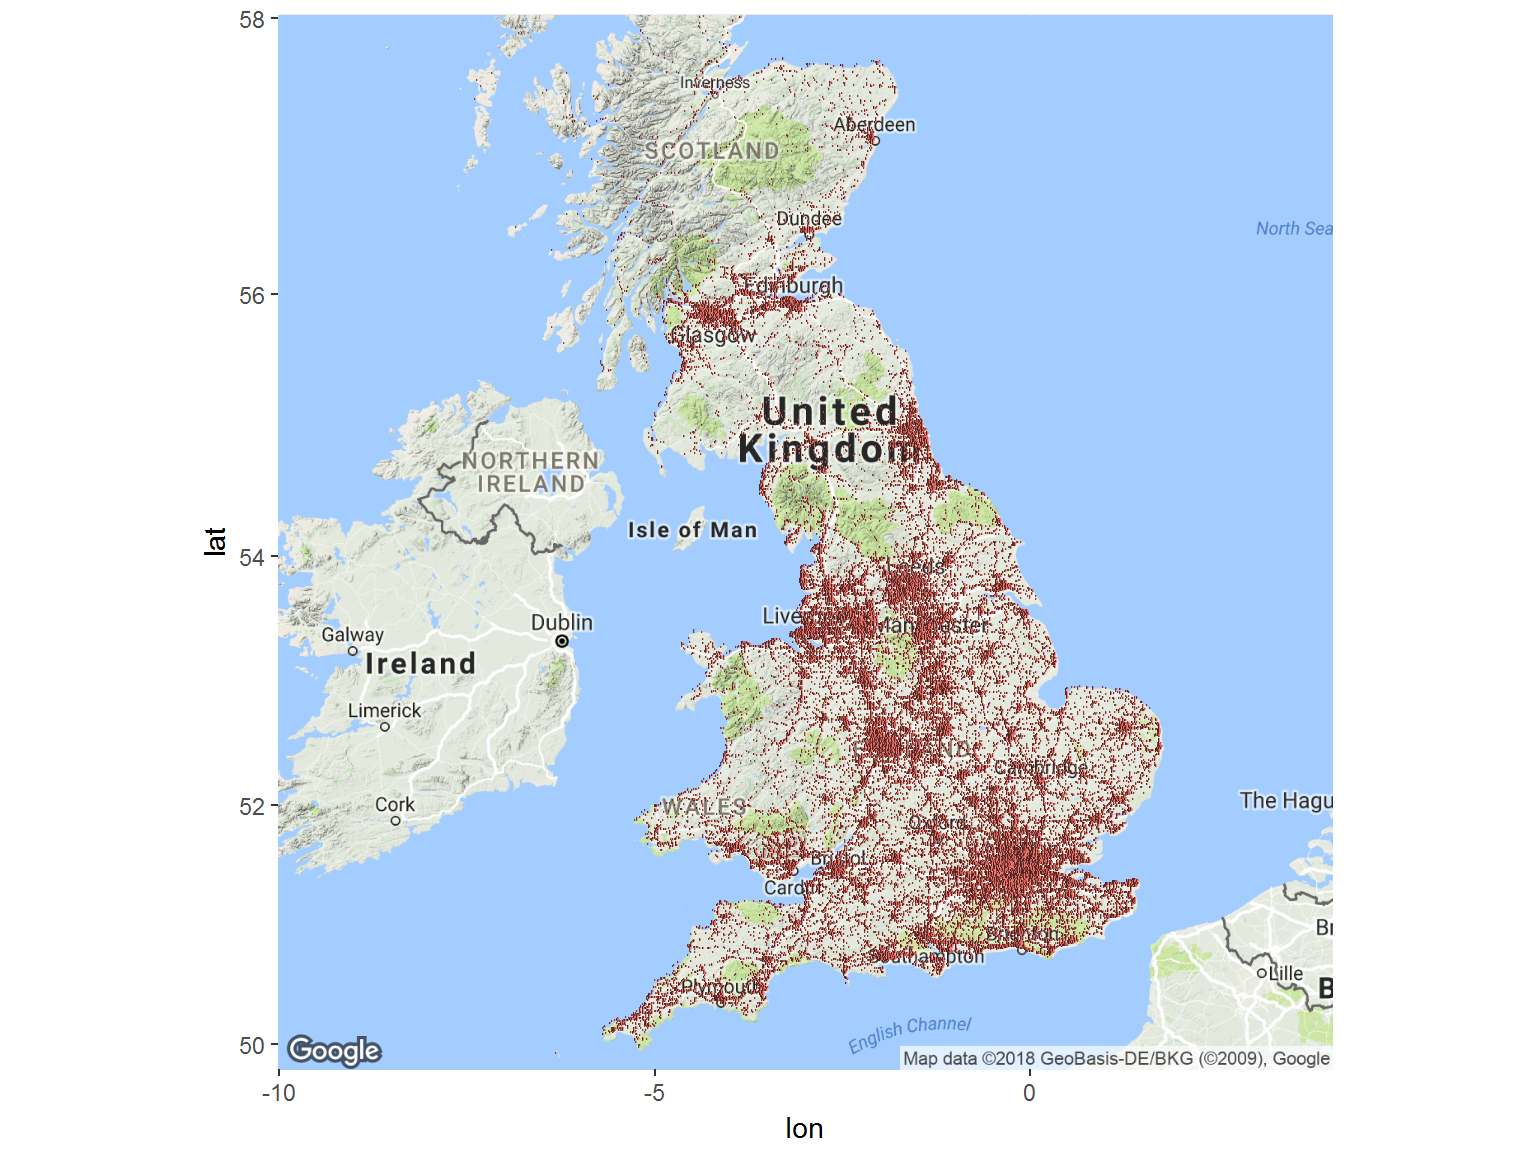 58
56
54
52
50
lat
Inverness
Aberdeen
SCOTLAND
Dundee
North Sea
Edinburgh
Glasgow
United
Kingdom
NORTHERN
IRELAND
Isle of Man
Leeds
Dublin
Liverpool
Manchester
Galway
Ireland
Limerick
ENGLAND
Cambridge
Cork
WALES
The Hagu
Oxford
Bristol
Cardiff
Br
Brighton
Southampton
Lille
Plymouth
B
English Channel
Google
Map data ©2018 GeoBasis-DE/BKG (©2009), Google
-10
-5
0
lon